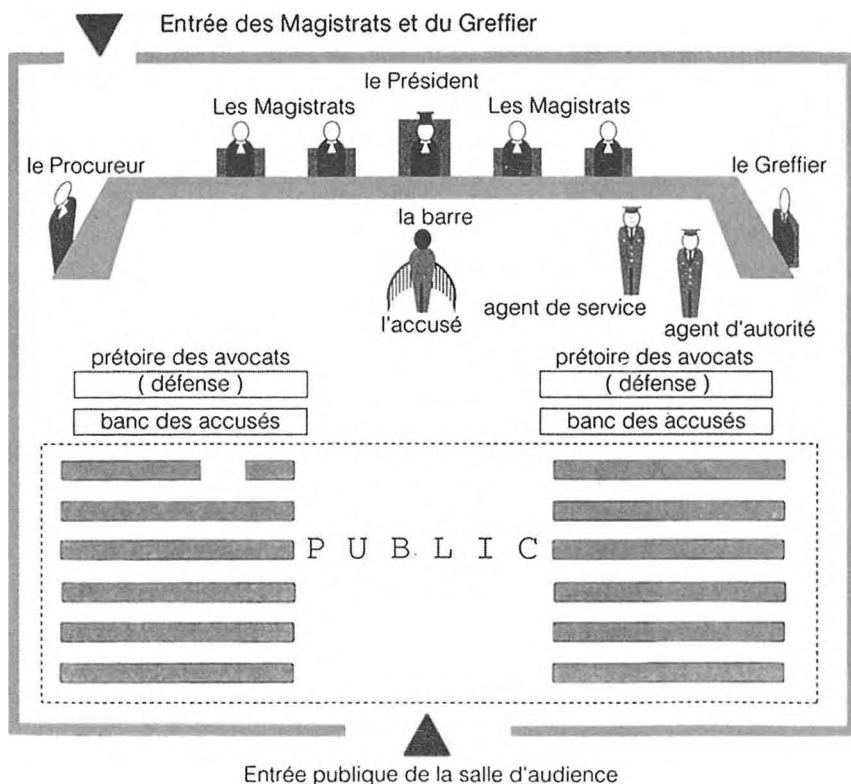 Entrée des Magistrats et du Greffier
le Président
Les Magistrats Les Magistrats
le Procureur le Greffier
la barre
l'accusé
agent de service
agent d'autorité
prétoire des avocats prétoire des avocats
( défense ) ( défense )
banc des accusés banc des accusés
PUBLIC
Entrée publique de la salle d'audience